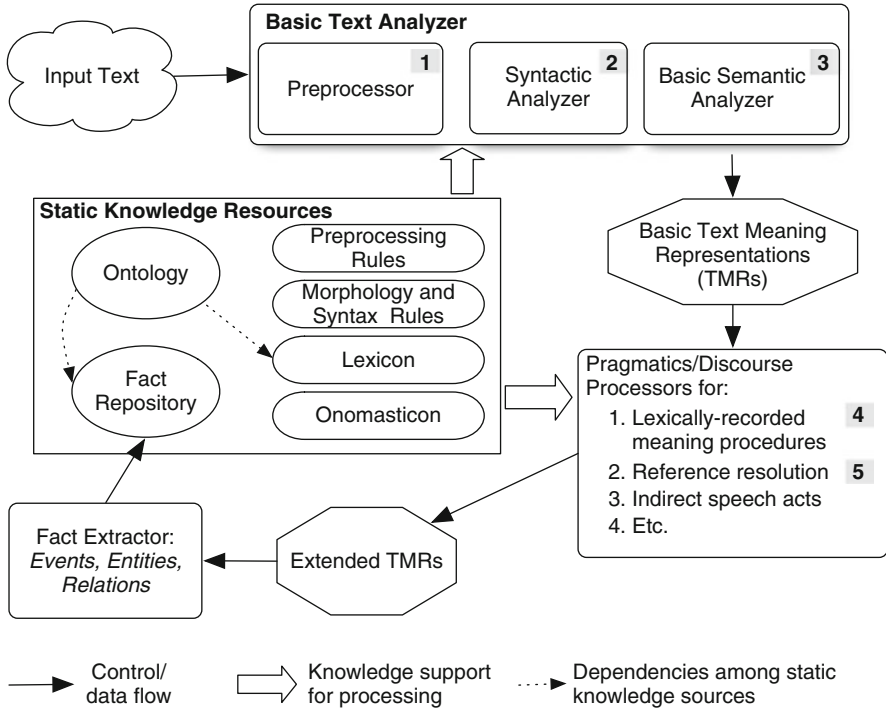 Basic Text Analyzer
Input Text
1
Preprocessor
2
Syntactic
Analyzer
3
Basic Semantic
Analyzer
Static Knowledge Resources
Ontology
Fact
Repository
Preprocessing
Rules
Morphology and
Syntax Rules
Lexicon
Onomasticon
Basic Text Meaning
Representations
(TMRs)
Pragmatics/Discourse
Processors for:
1. Lexically-recorded 4
meaning procedures
2. Reference resolution 5
3. Indirect speech acts
4. Etc.
Extended TMRs
Fact Extractor:
Events, Entities,
Relations
Control/
data flow
Knowledge support
for processing
Dependencies among static
knowledge sources